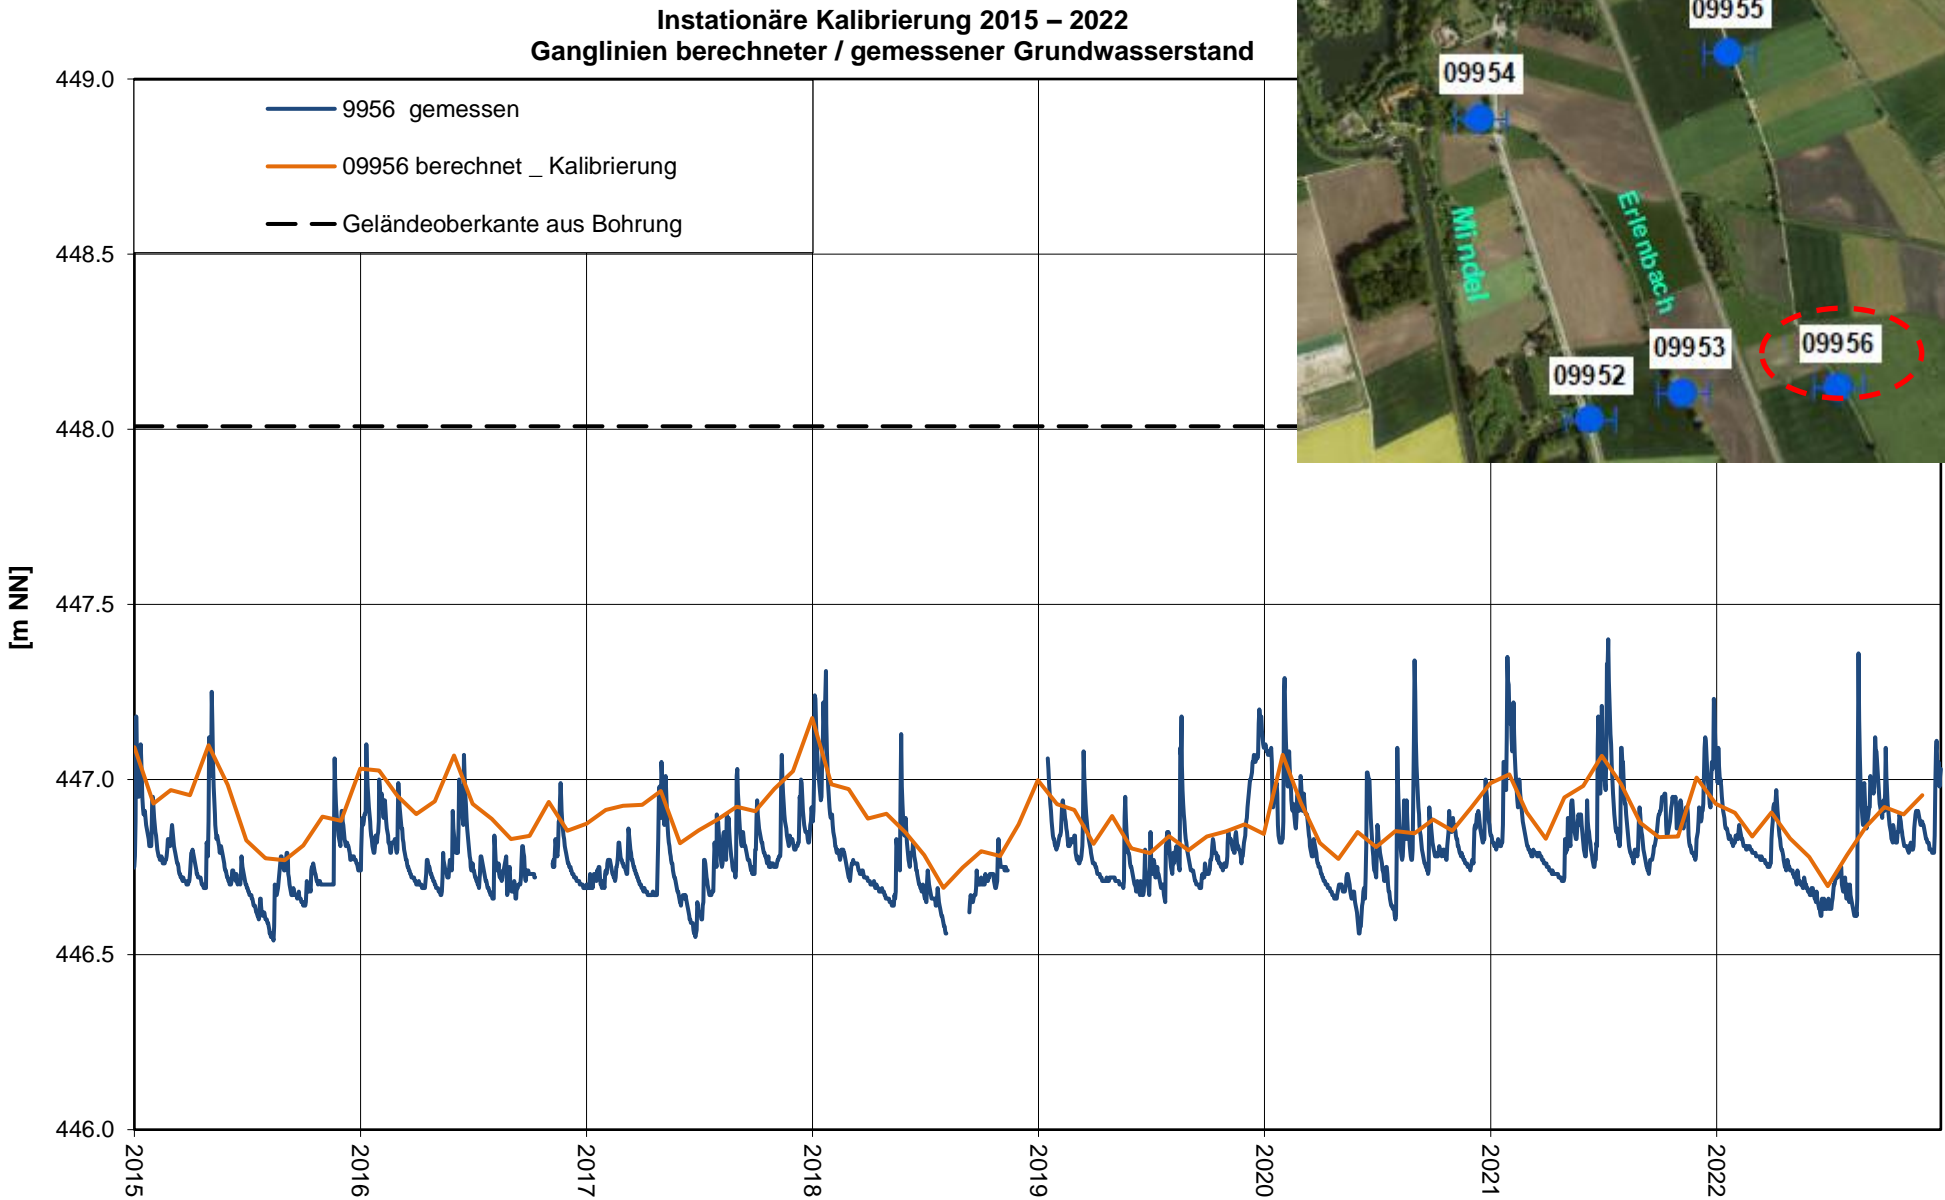 Instationäre Kalibrierung 2015 – 2022
Ganglinien berechneter / gemessener Grundwasserstand
449.0
448.5
448.0
447.5
447.0
446.5
446.0
[m NN]
9956 gemessen
09956 berechnet _ Kalibrierung
Geländeoberkante aus Bohrung
2015
2016
2017
2018
2019
2020
2021
2022
09955
09954
Mindel
Erlenbach
09953
09956
09952